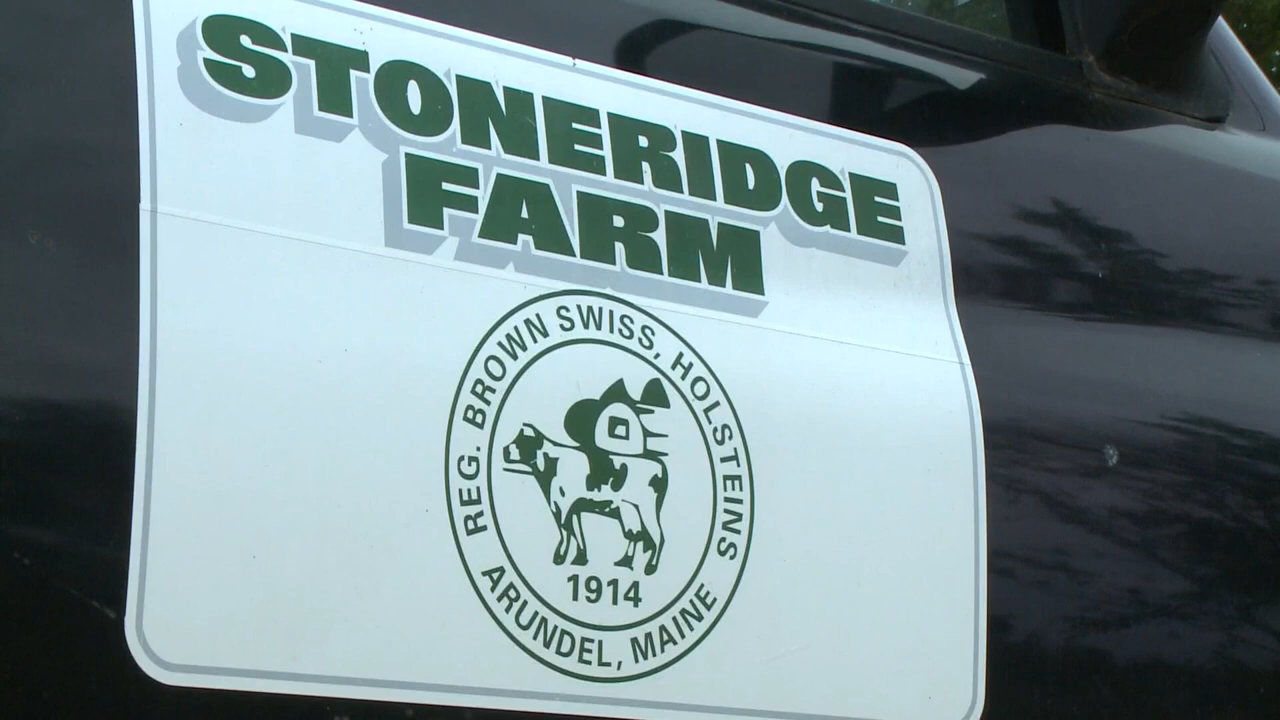 STONERIDGE
FARM
REG. BROWN SWISS, HOLSTEINS
1914
ARUNDEL, MAINE